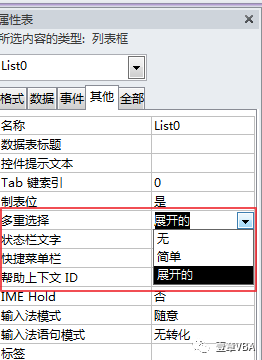 属性表
所选内容的类型: 列表框
List0
格式 数据 事件 其他 全部
名称 List0
数据表标题
控件提示文本
Tab 键索引 0
制表位 是
多重选择 展开的
状态栏文字 无
快捷菜单栏 简单
帮助上下文 ID 展开的
IME Hold 否
输入法模式 随意
输入法语句模式 无转化
标签
壹章VBA